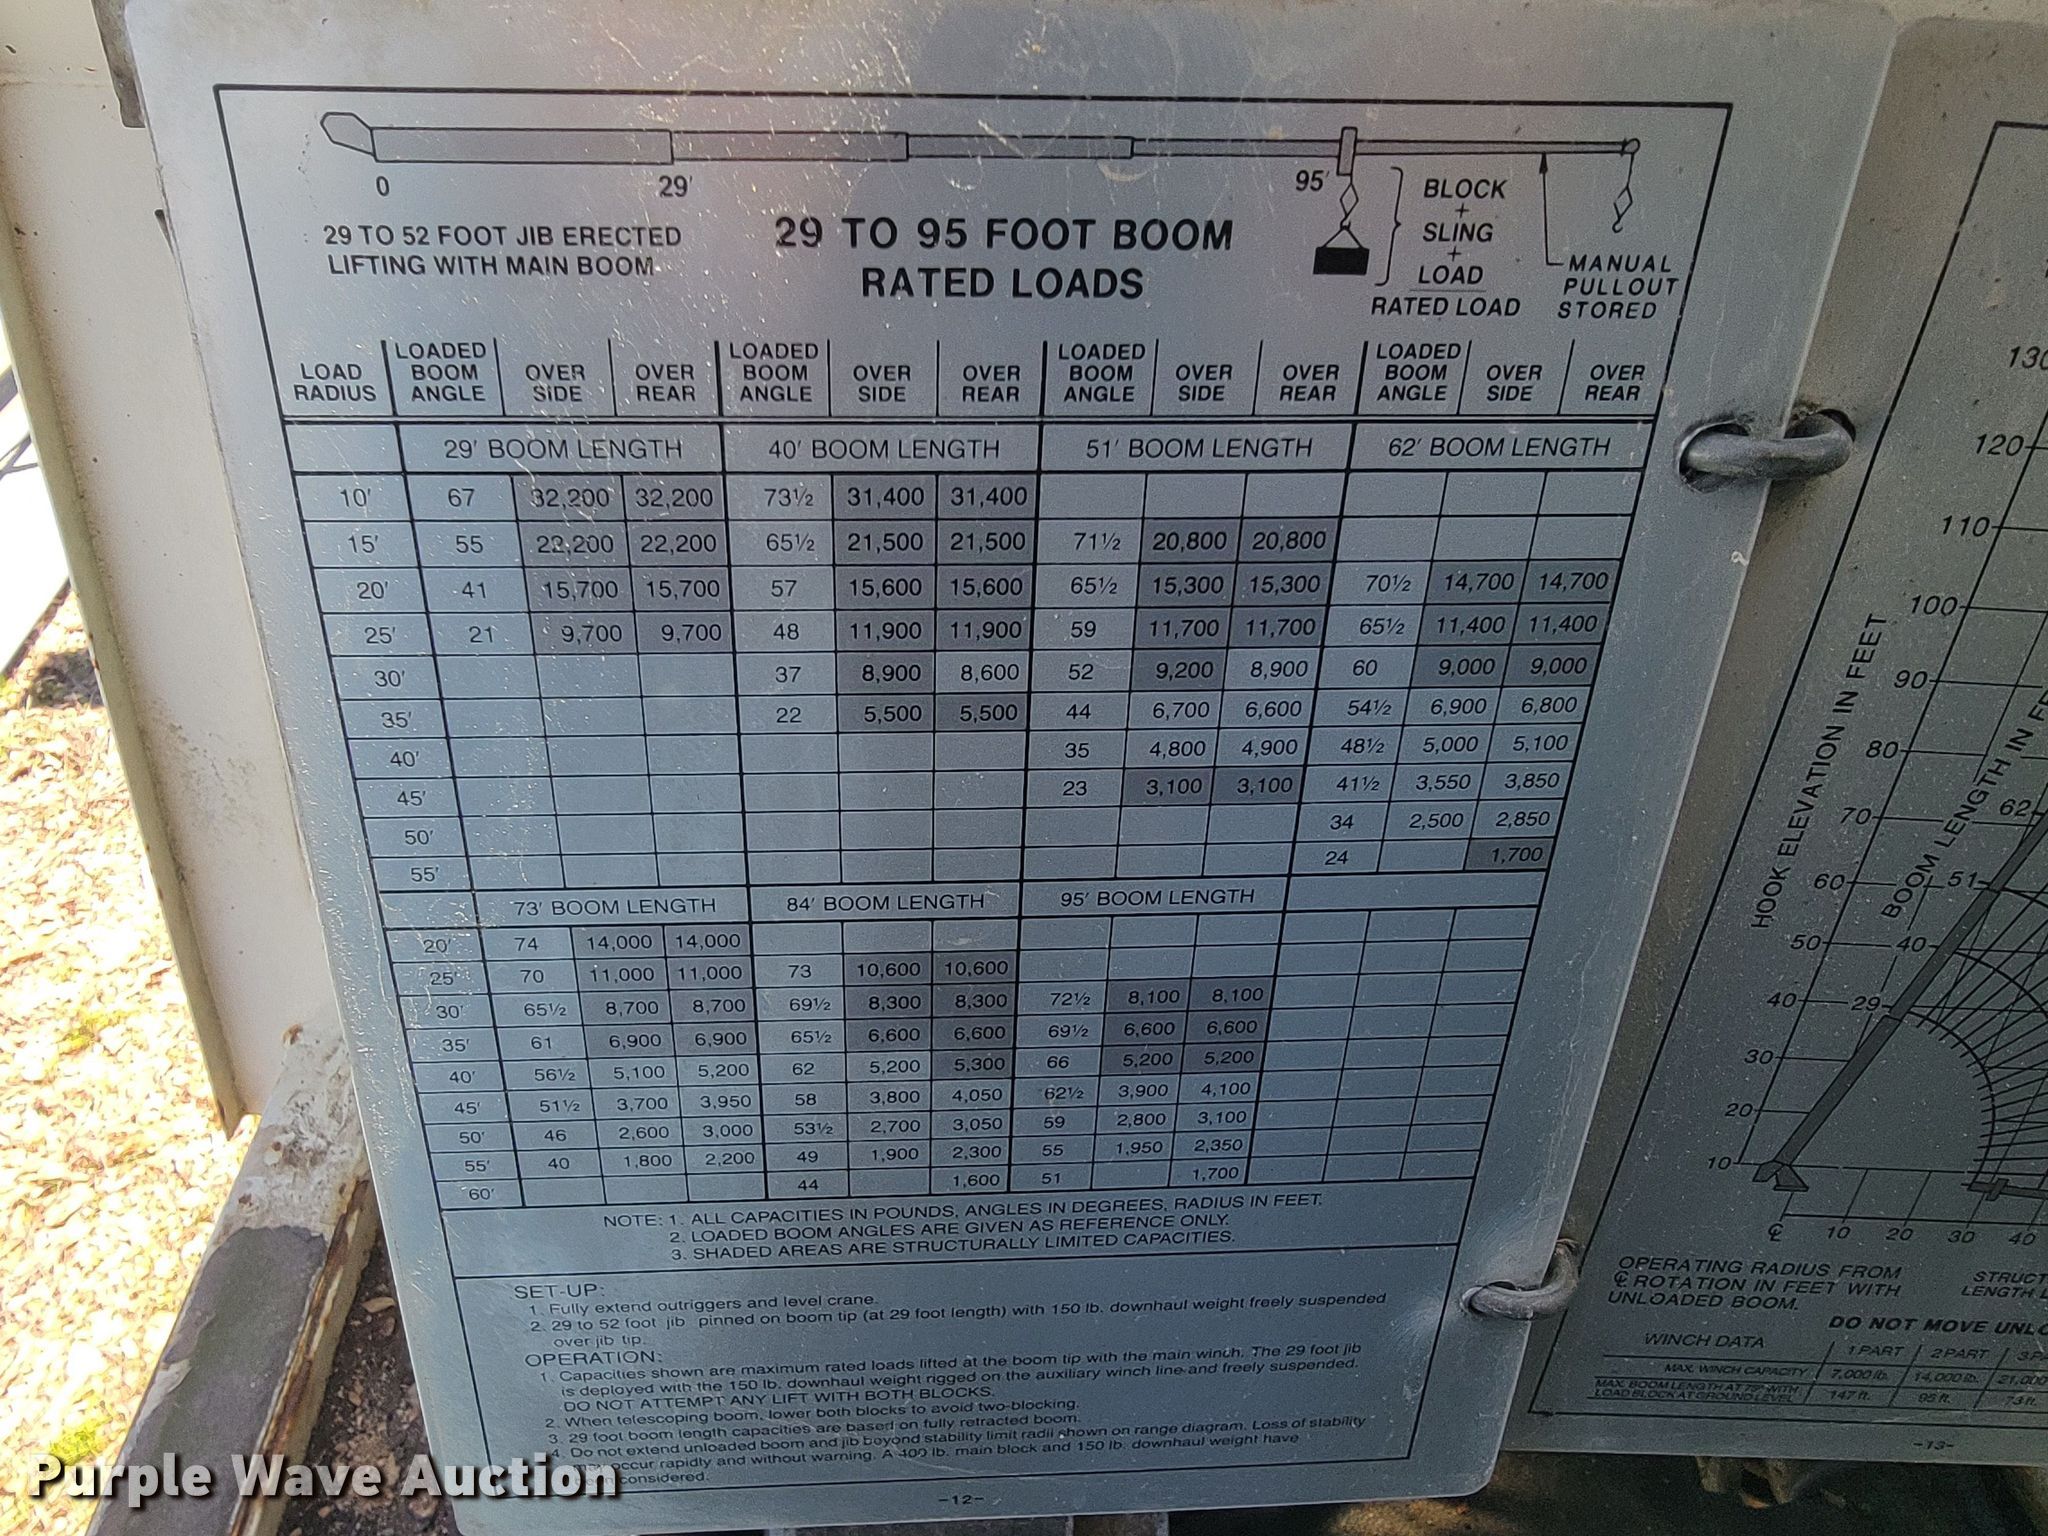 0 29' 95'
BLOCK
+
SLING
+
LOAD
RATED LOAD
MANUAL
PULLOUT
STORED
29 TO 52 FOOT JIB ERECTED
LIFTING WITH MAIN BOOM
29 TO 95 FOOT BOOM
RATED LOADS
LOAD RADIUS LOADED BOOM ANGLE OVER SIDE OVER REAR LOADED BOOM ANGLE OVER SIDE OVER REAR LOADED BOOM ANGLE OVER SIDE OVER REAR LOADED BOOM ANGLE OVER SIDE OVER REAR
29' BOOM LENGTH 40' BOOM LENGTH 51' BOOM LENGTH 62' BOOM LENGTH
10' 67 32,200 32,200 73½ 31,400 31,400
15' 55 22,200 22,200 65½ 21,500 21,500 71½ 20,800 20,800
20' 41 15,700 15,700 57 15,600 15,600 65½ 15,300 15,300 70½ 14,700 14,700
25' 21 9,700 9,700 48 11,900 11,900 59 11,700 11,700 65½ 11,400 11,400
30' 37 8,900 8,600 52 9,200 8,900 60 9,000 9,000
35' 22 5,500 5,500 44 6,700 6,600 54½ 6,900 6,800
40' 35 4,800 4,900 48½ 5,000 5,100
45' 23 3,100 3,100 41½ 3,550 3,850
50' 34 2,500 2,850
55' 24 1,700
73' BOOM LENGTH 84' BOOM LENGTH 95' BOOM LENGTH
20' 74 14,000 14,000
25' 70 11,000 11,000 73 10,600 10,600
30' 65½ 8,700 8,700 69½ 8,300 8,300 72½ 8,100 8,100
35' 61 6,900 6,900 65½ 6,600 6,600 69½ 6,600 6,600
40' 56½ 5,100 5,200 62 5,200 5,300 66 5,200 5,200
45' 51½ 3,700 3,950 58 3,800 4,050 62½ 3,900 4,100
50' 46 2,600 3,000 53½ 2,700 3,050 59 2,800 3,100
55' 40 1,800 2,200 49 1,900 2,300 55 1,950 2,350
60' 44 1,600 51 1,700
NOTE: 1. ALL CAPACITIES IN POUNDS, ANGLES IN DEGREES, RADIUS IN FEET.
2. LOADED BOOM ANGLES ARE GIVEN AS REFERENCE ONLY.
3. SHADED AREAS ARE STRUCTURALLY LIMITED CAPACITIES.
SET-UP:
1. Fully extend outriggers and level crane.
2. 29 to 52 foot jib pinned on boom tip (at 29 foot length) with 150 lb. downhaul weight freely suspended
over jib tip.
OPERATION:
1. Capacities shown are maximum rated loads lifted at the boom tip with the main winch. The 29 foot jib
is deployed with the 150 lb. downhaul weight rigged on the auxiliary winch line and freely suspended.
DO NOT ATTEMPT ANY LIFT WITH BOTH BLOCKS.
2. When telescoping boom, lower both blocks to avoid two-blocking.
3. 29 foot boom length capacities are based on fully retracted boom.
4. Do not extend unloaded boom and jib beyond stability limit radii shown on range diagram. Loss of stability
may occur rapidly and without warning. A 400 lb. main block and 150 lb. downhaul weight have
been considered.
-12-
120
110
100
90
80
70
60
50
40
30
20
10
HOOK ELEVATION IN FEET
BOOM LENGTH IN
62
51
40
29
℄ 10 20 30 40
OPERATING RADIUS FROM
℄ ROTATION IN FEET WITH
UNLOADED BOOM.
DO NOT MOVE
WINCH DATA 1 PART 2 PART
MAX. WINCH CAPACITY 7,000 lb. 14,000 lb. 21,000
MAX. BOOM LENGTH AT 75° WITH
LOAD BLOCK AT GROUND LEVEL 147 ft. 95 ft. 73 ft.
-13-
Purple Wave Auction